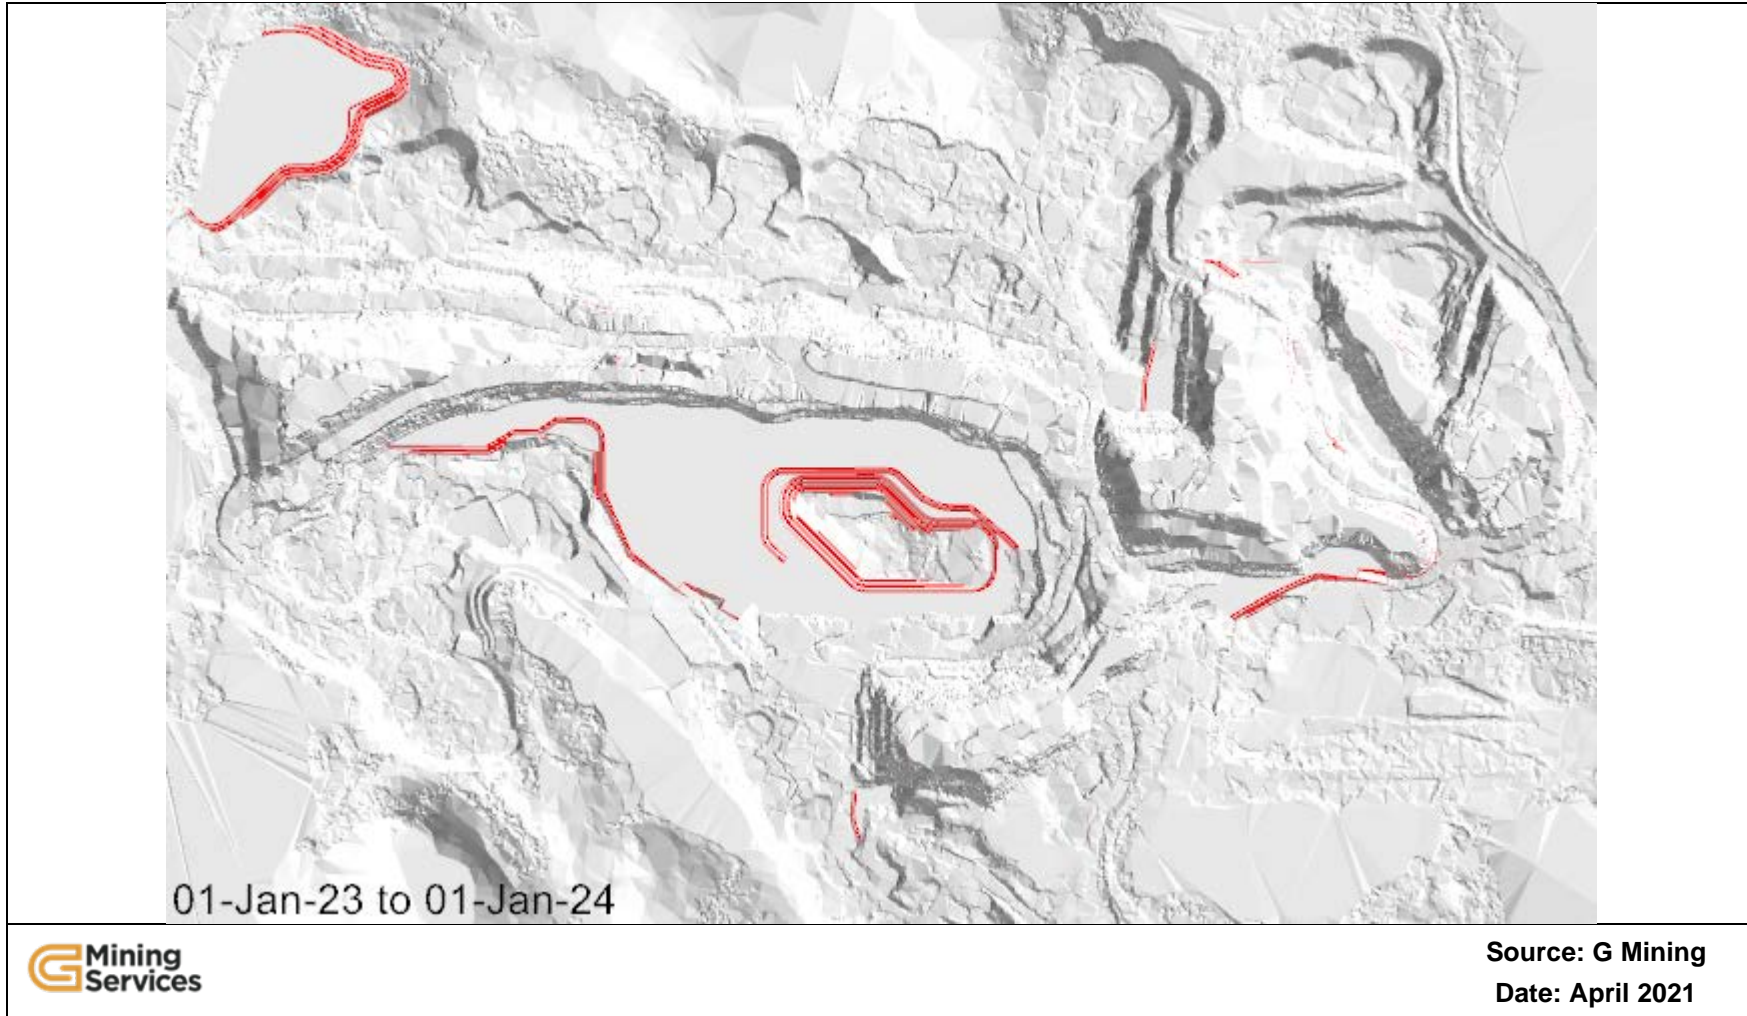 01-Jan-23 to 01-Jan-24
Mining
Services
Source: G Mining
Date: April 2021